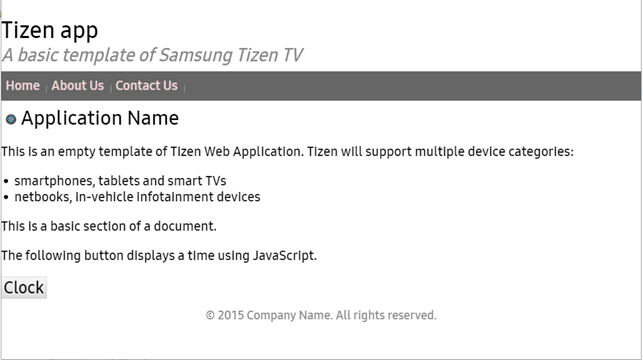 Tizen app
A basic template of Samsung Tizen TV
Home | About Us | Contact Us |
Application Name
This is an empty template of Tizen Web Application. Tizen will support multiple device categories:
• smartphones, tablets and smart TVs
• netbooks, in-vehicle infotainment devices
This is a basic section of a document.
The following button displays a time using JavaScript.
Clock
© 2015 Company Name. All rights reserved.